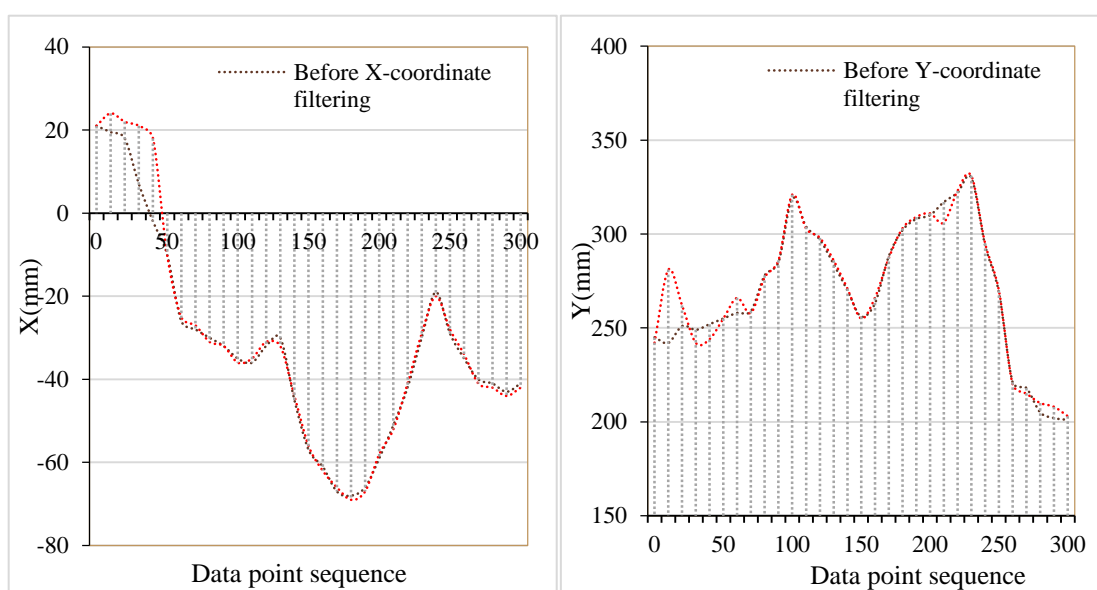 40
20
0
-20
-40
-60
-80
X(mm)
Before X-coordinate
filtering
0 50 100 150 200 250 300
Data point sequence
400
350
300
250
200
150
Y(mm)
Before Y-coordinate
filtering
0 50 100 150 200 250 300
Data point sequence